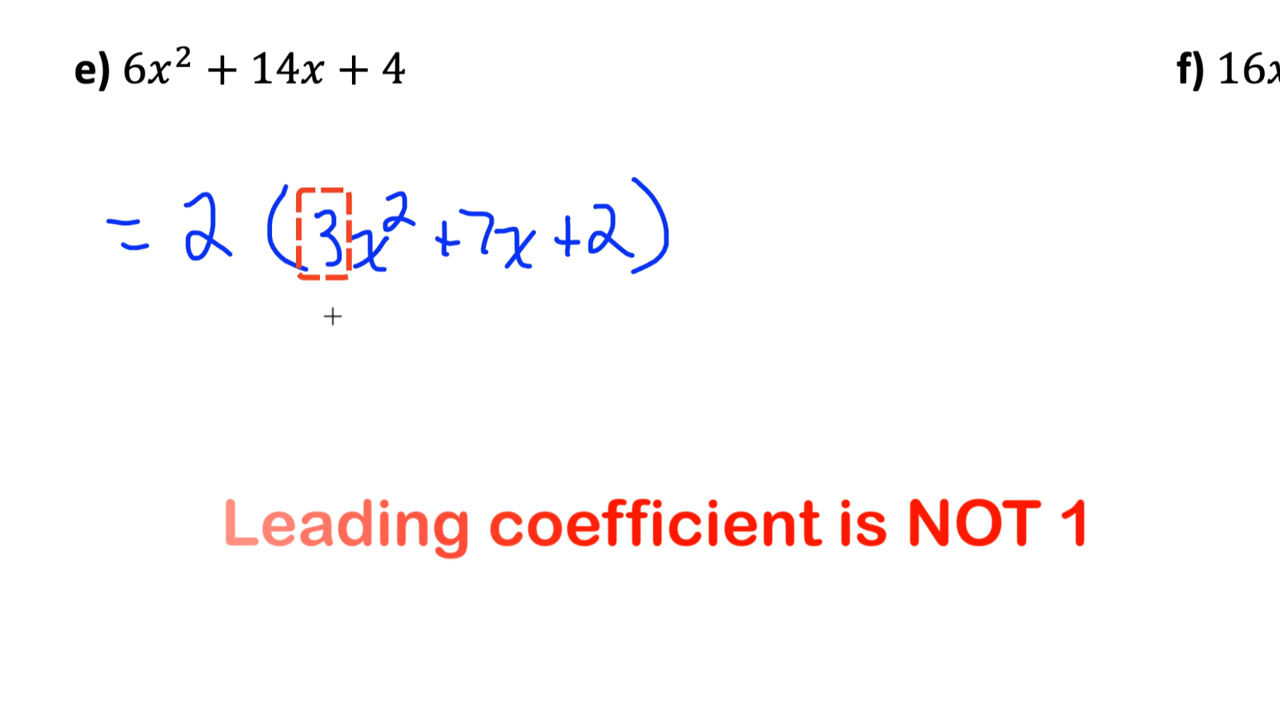 e) 6x² + 14x + 4
f) 16x
= 2 (3x² + 7x + 2)
Leading coefficient is NOT 1